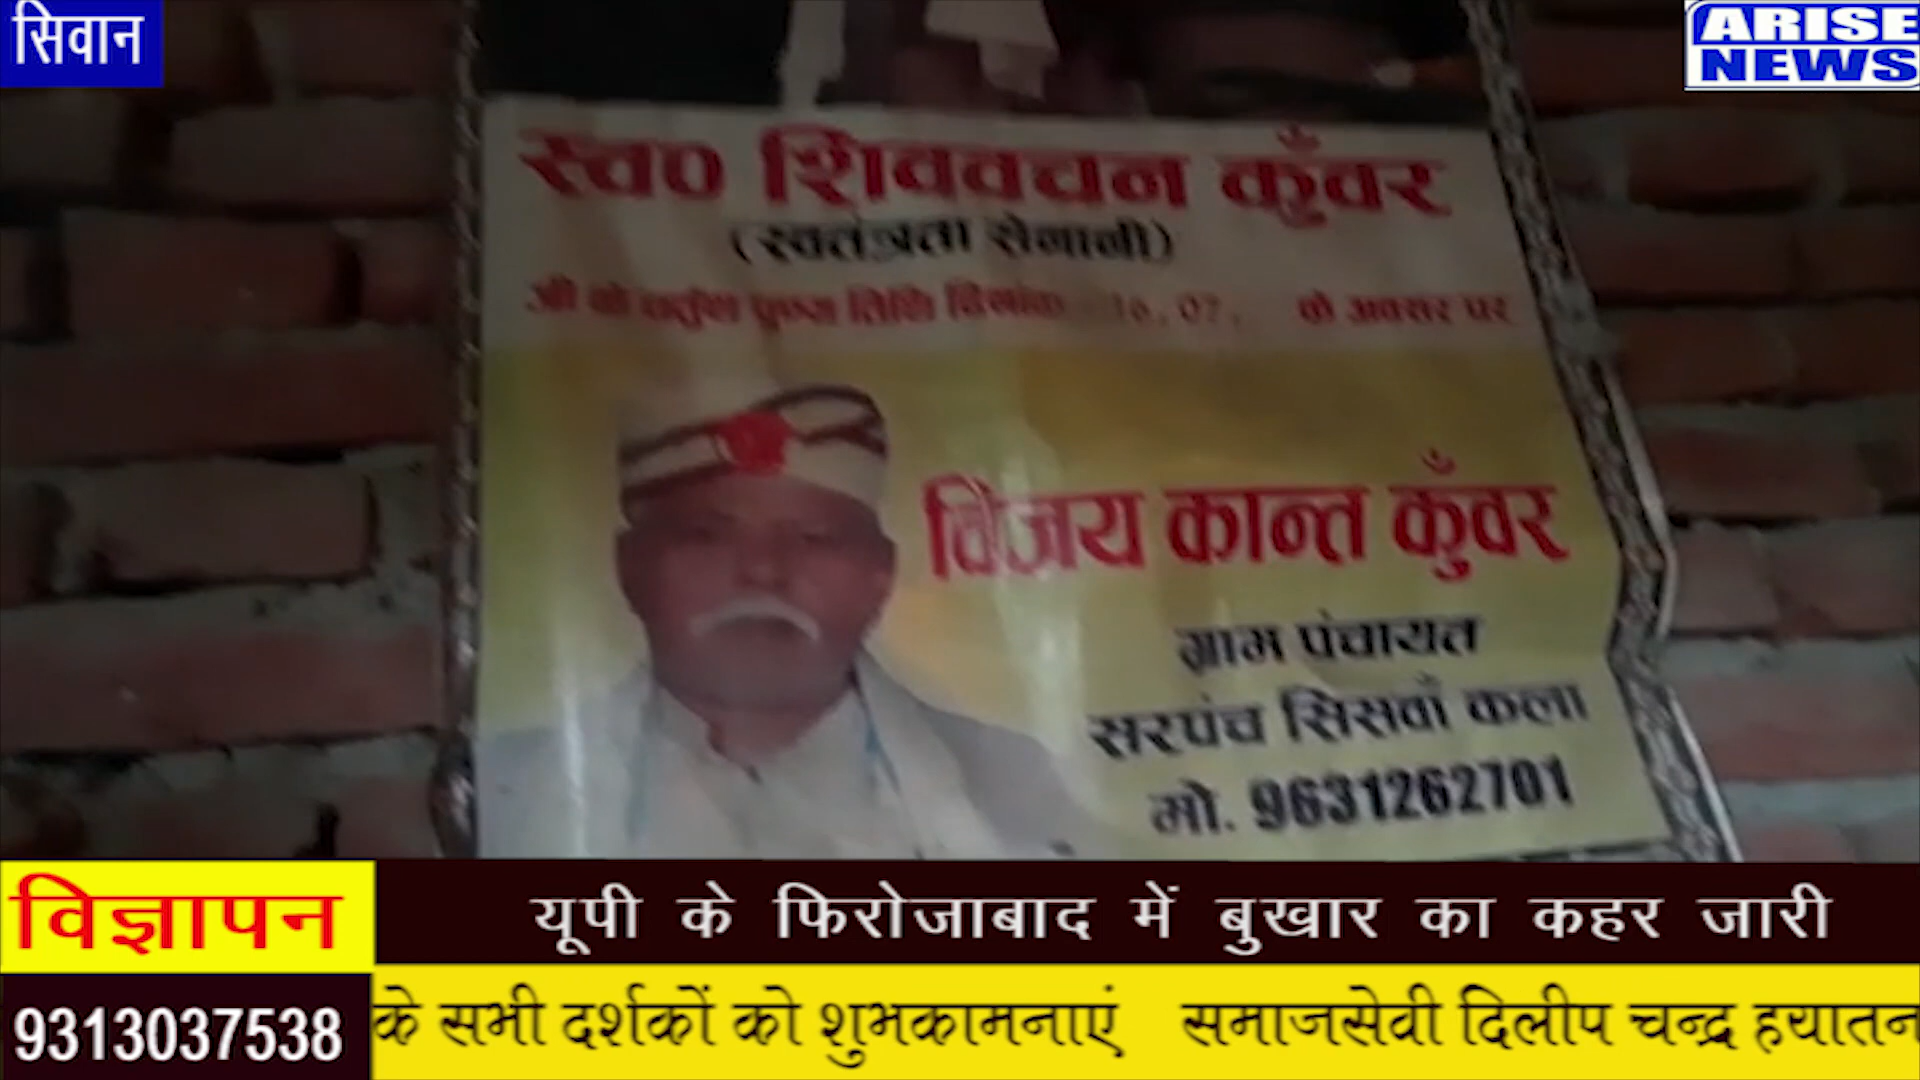 सिवान
ARISE
NEWS
स्व० शिववचन कुँवर
(स्वतंत्रता सेनानी)
जी की चतुर्थ पुण्य तिथि दिनांक 16.07. के अवसर पर
विजय कान्त कुँवर
ग्राम पंचायत
सरपंच सिसवाँ कला
मो. 9631262701
विज्ञापन
यूपी के फिरोजाबाद में बुखार का कहर जारी
9313037538
के सभी दर्शकों को शुभकामनाएं समाजसेवी दिलीप चन्द्र हयातन